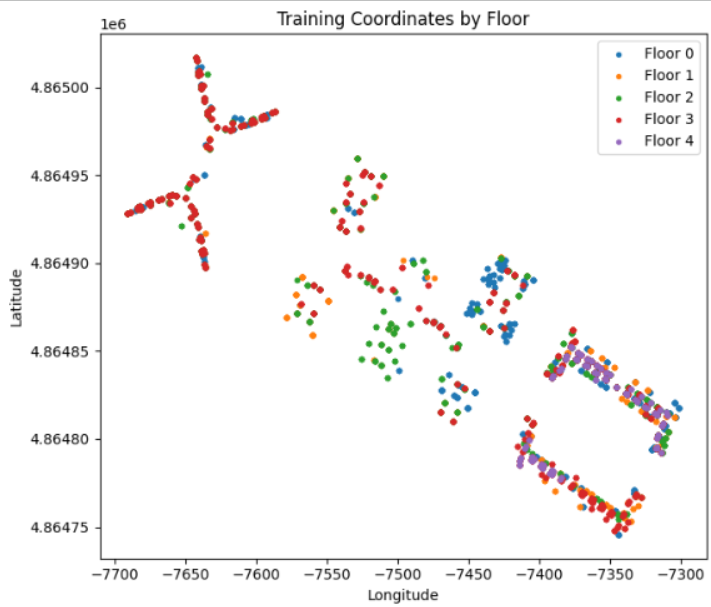 Training Coordinates by Floor
1e6
Floor 0
Floor 1
Floor 2
Floor 3
Floor 4
4.86500
4.86495
4.86490
4.86485
4.86480
4.86475
Latitude
−7700 −7650 −7600 −7550 −7500 −7450 −7400 −7350 −7300
Longitude